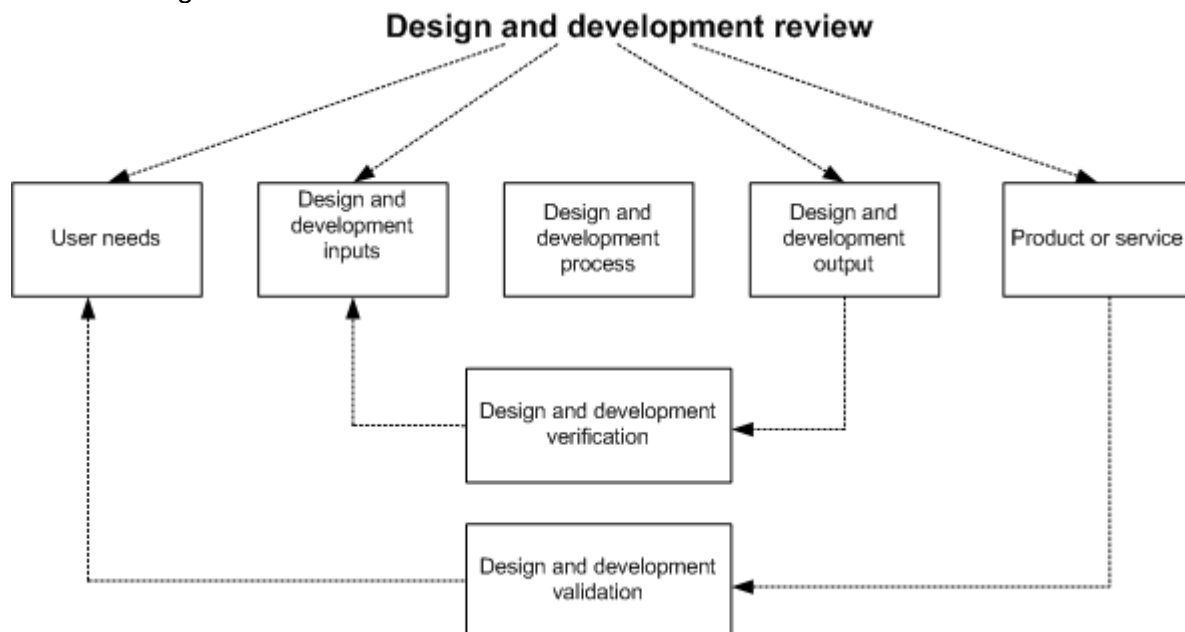 Design and development review
User needs
Design and
development
inputs
Design and
development
process
Design and
development
output
Product or service
Design and development
verification
Design and development
validation